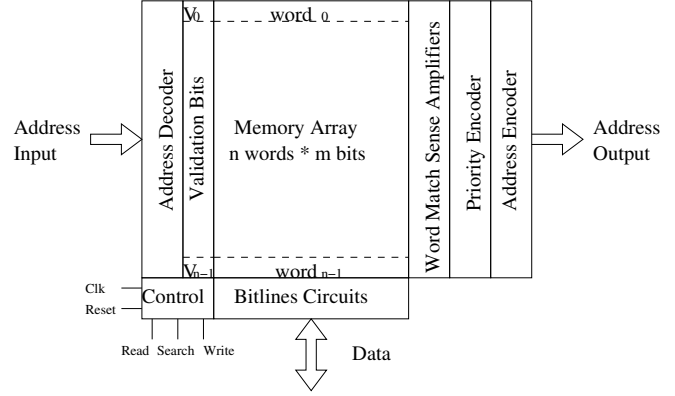 V0 word 0
Address Decoder
Validation Bits
Memory Array
n words * m bits
Word Match Sense Amplifiers
Priority Encoder
Address Encoder
Address
Input
Address
Output
Vn−1 word n−1
Clk
Reset
Control
Bitlines Circuits
Read Search Write
Data